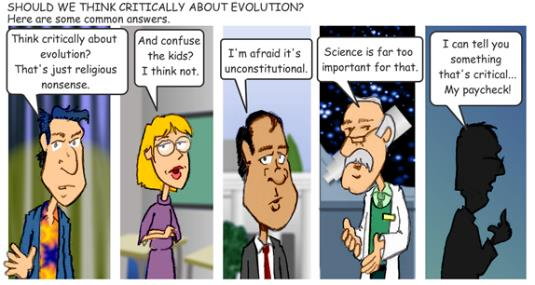 SHOULD WE THINK CRITICALLY ABOUT EVOLUTION?
Here are some common answers.
Think critically about
evolution?
That's just religious
nonsense.
And confuse
the kids?
I think not.
I'm afraid it's
unconstitutional.
Science is far too
important for that.
I can tell you
something
that's critical...
My paycheck!